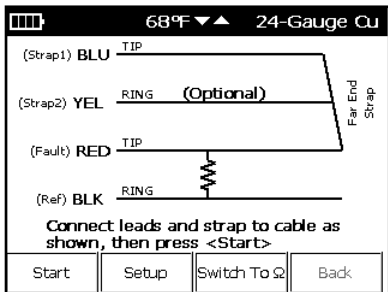 68°F▼▲ 24-Gauge Cu
(Strap1) BLU TIP
(Strap2) YEL RING (Optional)
Far End
Strap
(Fault) RED TIP
(Ref) BLK RING
Connect leads and strap to cable as
shown, then press <Start>
Start Setup Switch To Ω Back